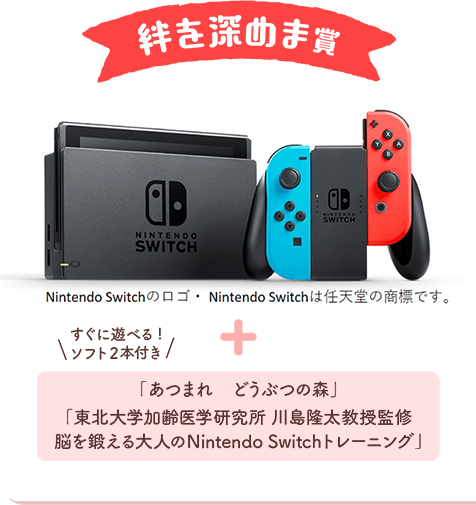 絆を深めま賞
NINTENDO
SWITCH
NINTENDO
SWITCH
X
Y
A
B
Nintendo Switchのロゴ・ Nintendo Switchは任天堂の商標です。
すぐに遊べる！
ソフト2本付き
「あつまれ　どうぶつの森」
「東北大学加齢医学研究所 川島隆太教授監修
脳を鍛える大人のNintendo Switchトレーニング」